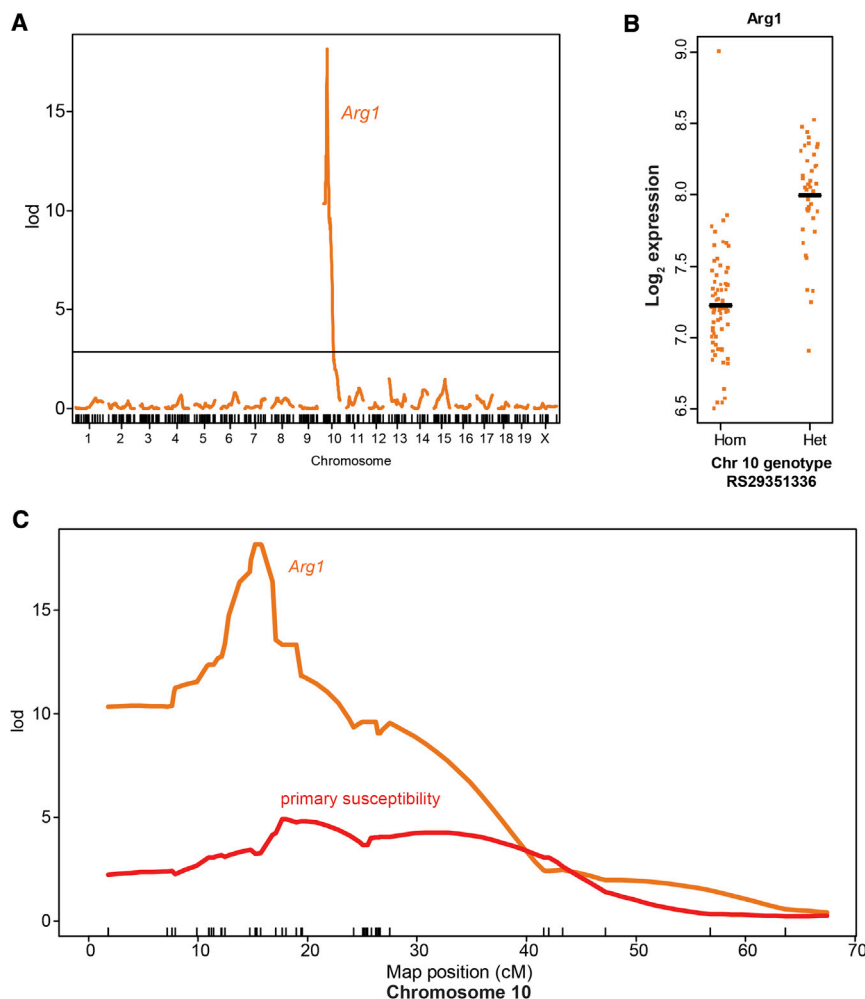 A
lod
15
10
5
0
Arg1
1 2 3 4 5 6 7 8 9 10 11 12 13 14 15 16 17 18 19 X
Chromosome
B
Arg1
Log2 expression
9.0
8.5
8.0
7.5
7.0
6.5
Hom Het
Chr 10 genotype
RS29351336
C
lod
15
10
5
0
Arg1
primary susceptibility
0 10 20 30 40 50 60 70
Map position (cM)
Chromosome 10